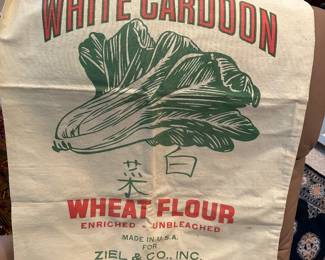 WHITE CARDOON
白
菜
WHEAT FLOUR
ENRICHED - UNBLEACHED
MADE IN U.S.A.
FOR
ZIEL & CO., INC.